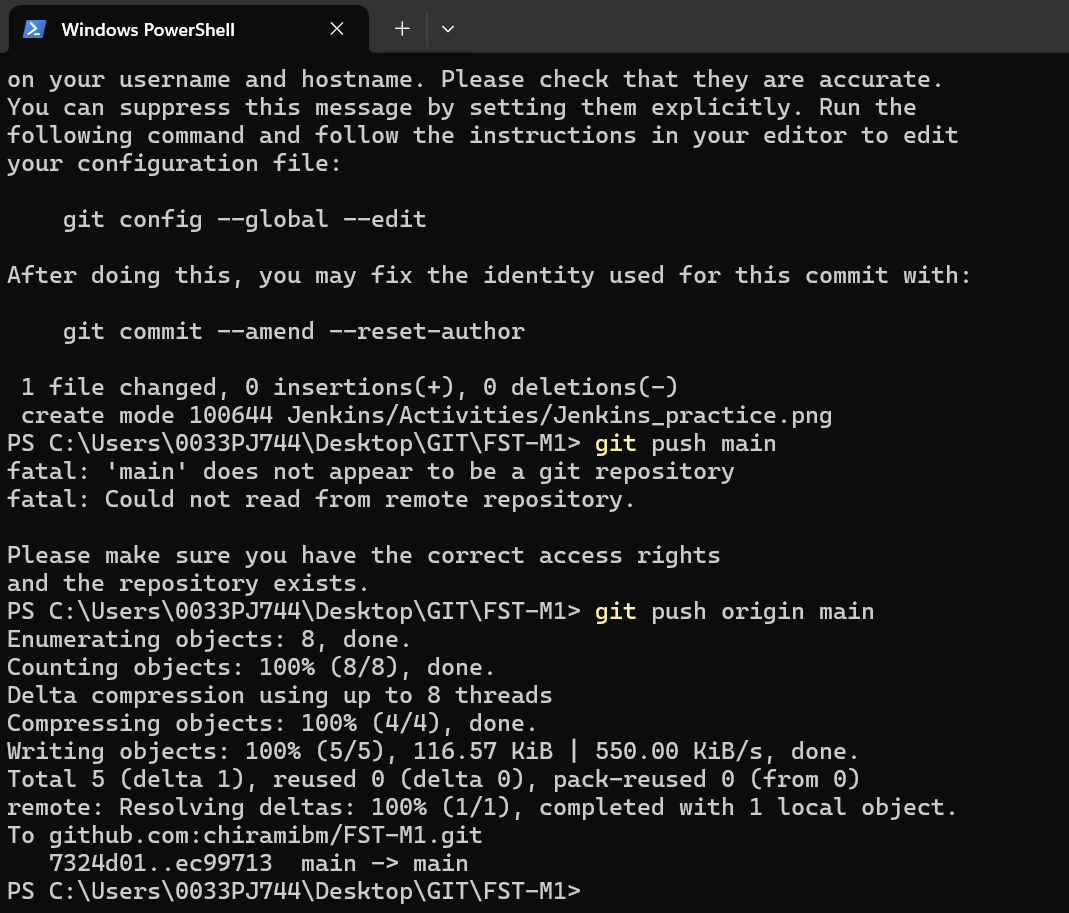 Windows PowerShell
on your username and hostname. Please check that they are accurate.
You can suppress this message by setting them explicitly. Run the
following command and follow the instructions in your editor to edit
your configuration file:
    git config --global --edit
After doing this, you may fix the identity used for this commit with:
    git commit --amend --reset-author
 1 file changed, 0 insertions(+), 0 deletions(-)
 create mode 100644 Jenkins/Activities/Jenkins_practice.png
PS C:\Users\0033PJ744\Desktop\GIT\FST-M1> git push main
fatal: 'main' does not appear to be a git repository
fatal: Could not read from remote repository.
Please make sure you have the correct access rights
and the repository exists.
PS C:\Users\0033PJ744\Desktop\GIT\FST-M1> git push origin main
Enumerating objects: 8, done.
Counting objects: 100% (8/8), done.
Delta compression using up to 8 threads
Compressing objects: 100% (4/4), done.
Writing objects: 100% (5/5), 116.57 KiB | 550.00 KiB/s, done.
Total 5 (delta 1), reused 0 (delta 0), pack-reused 0 (from 0)
remote: Resolving deltas: 100% (1/1), completed with 1 local object.
To github.com:chiramibm/FST-M1.git
   7324d01..ec99713  main -> main
PS C:\Users\0033PJ744\Desktop\GIT\FST-M1>